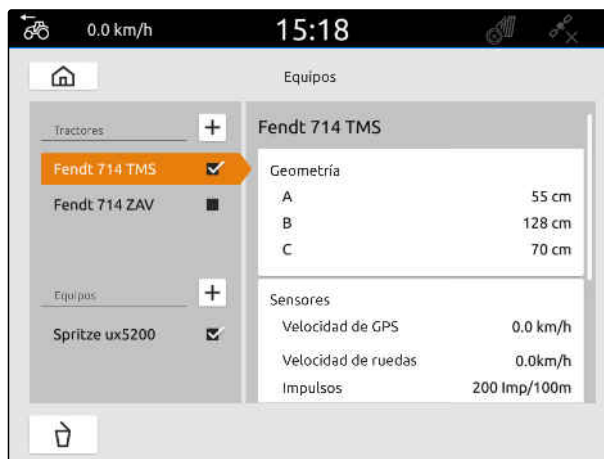 0.0 km/h 15:18
Equipos
Tractores
Fendt 714 TMS
Fendt 714 ZAV
Equipos
Spritze ux5200
Fendt 714 TMS
Geometría
A 55 cm
B 128 cm
C 70 cm
Sensores
Velocidad de GPS 0.0 km/h
Velocidad de ruedas 0.0km/h
Impulsos 200 Imp/100m